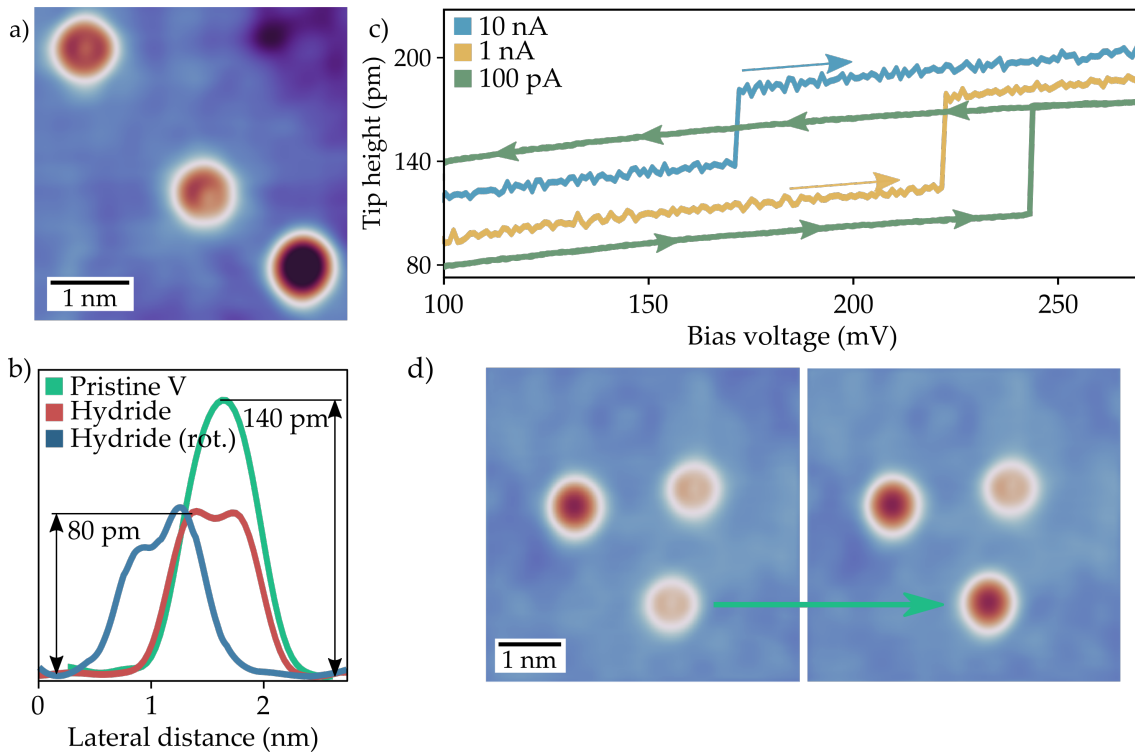 a)
1 nm
c)
10 nA
1 nA
100 pA
Tip height (pm)
200
140
80
100
150
200
250
Bias voltage (mV)
b)
Pristine V
Hydride
Hydride (rot.)
140 pm
80 pm
0
1
2
Lateral distance (nm)
d)
1 nm